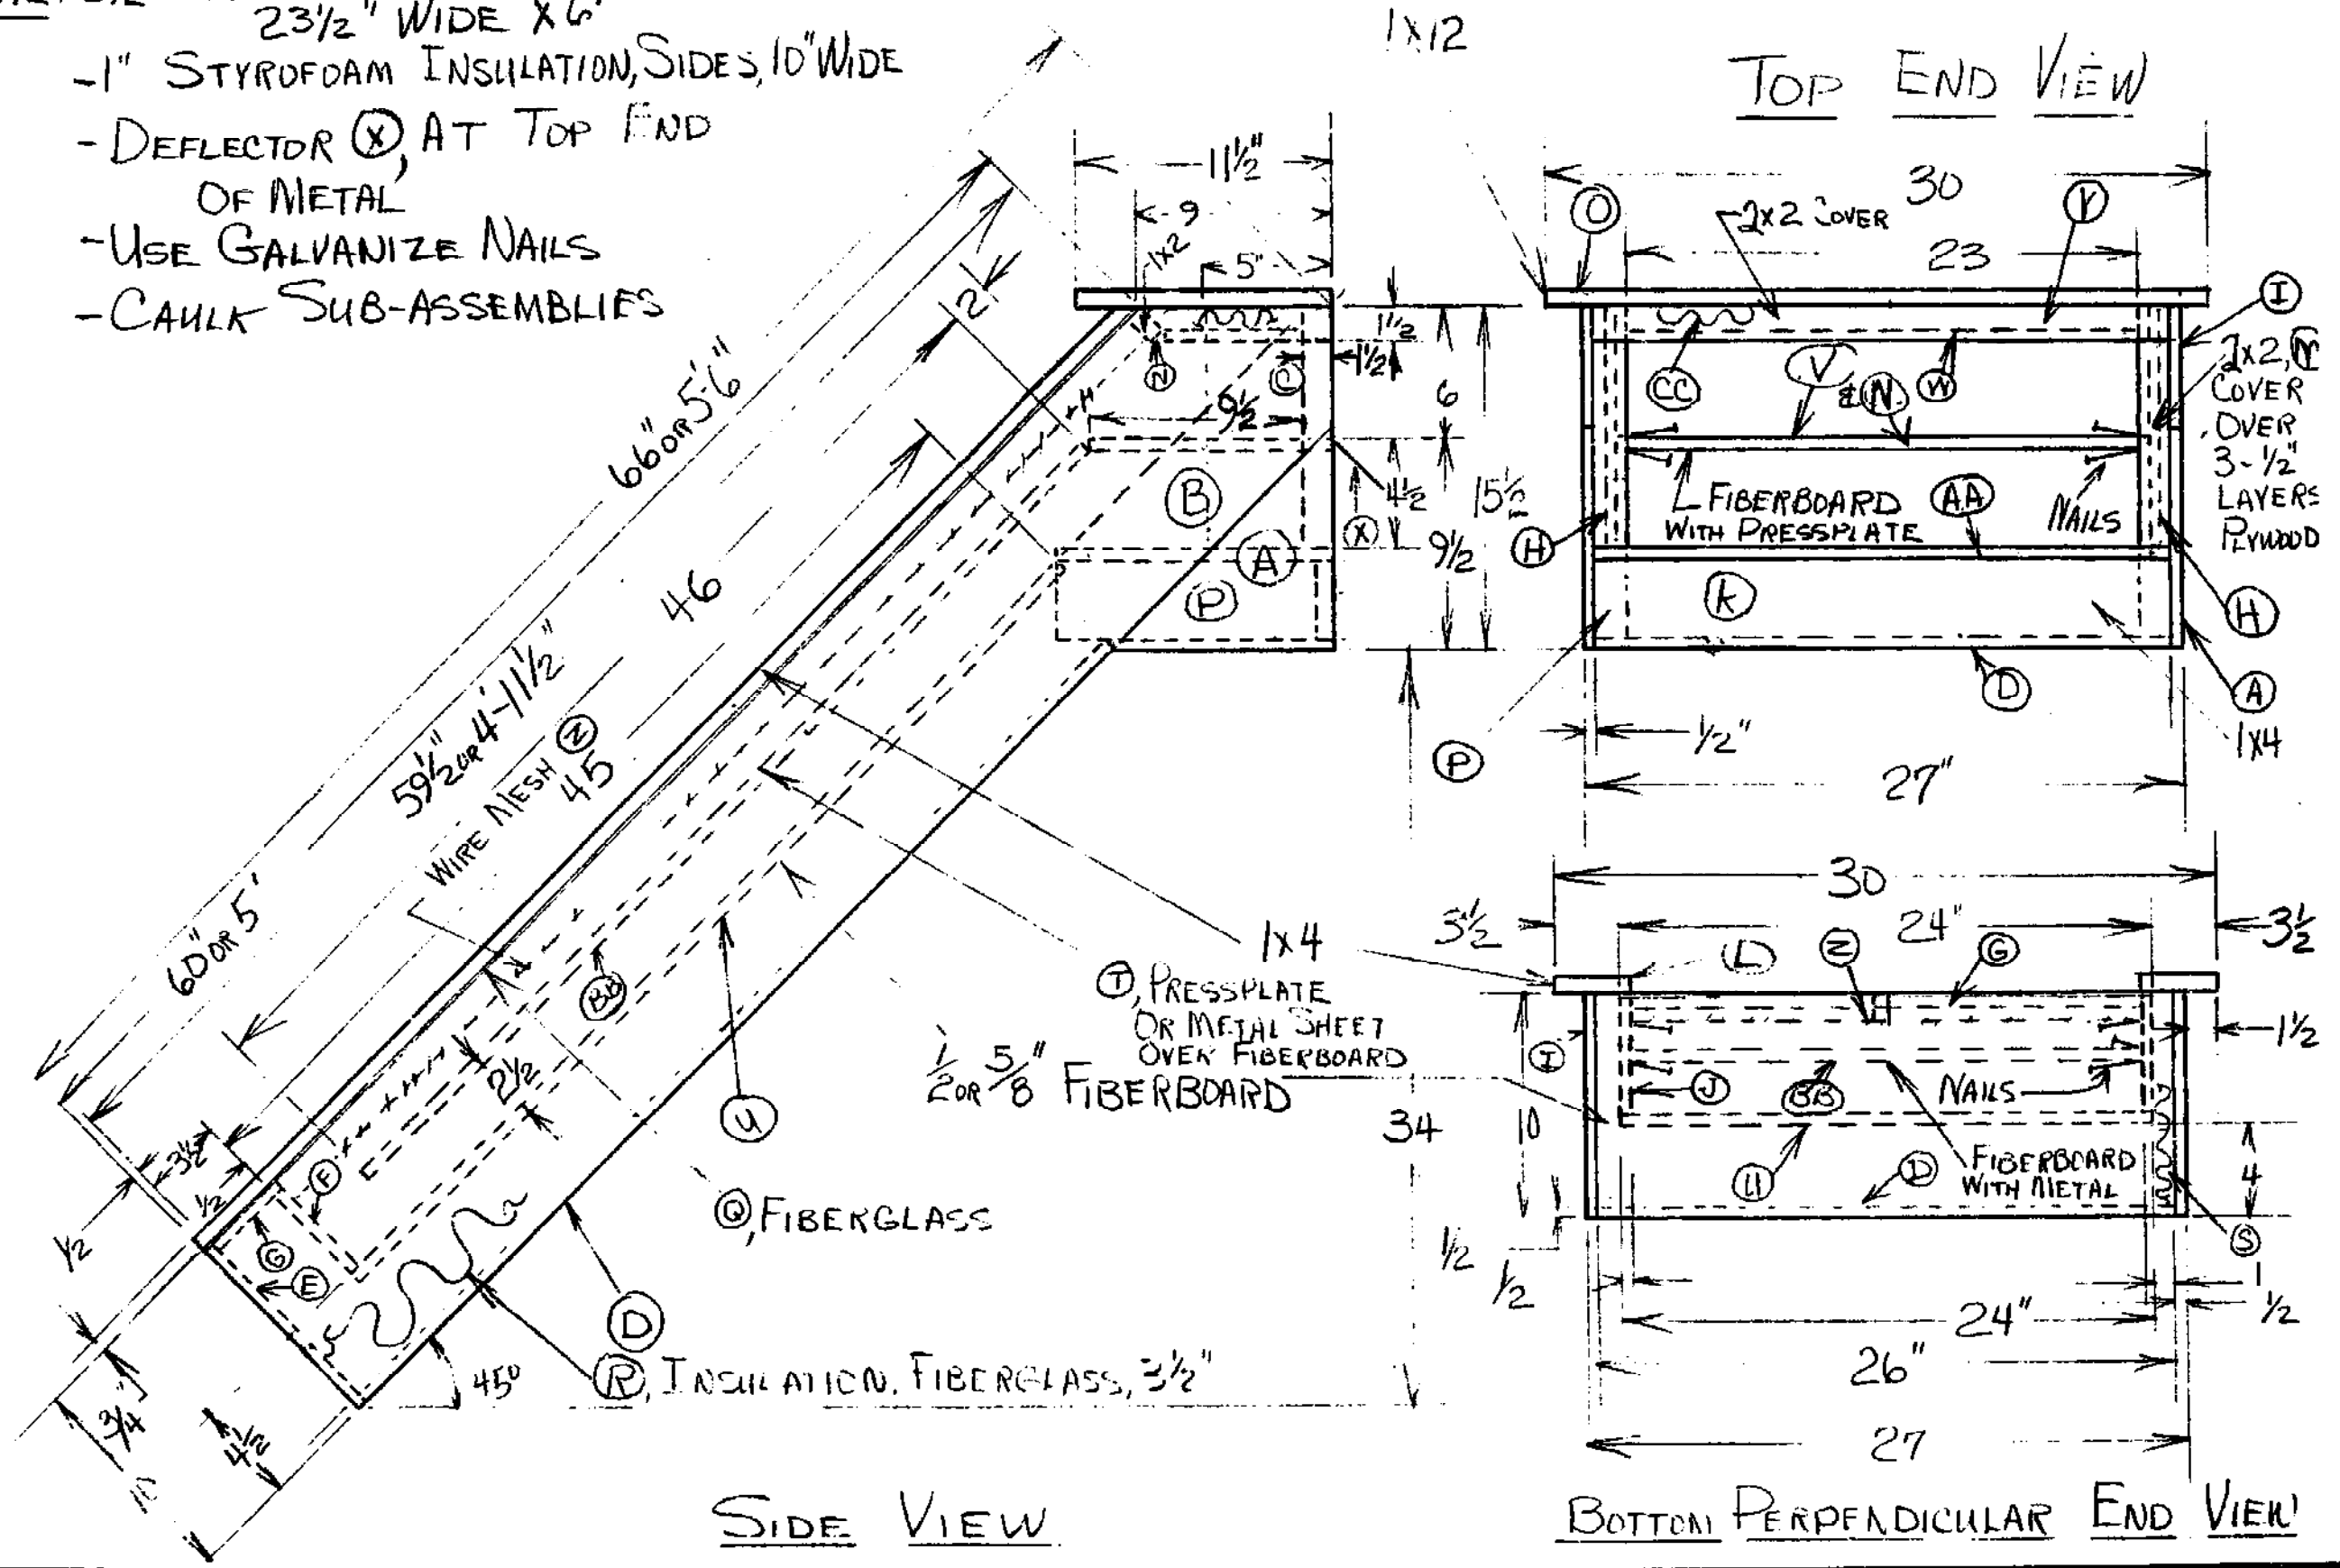 23½" WIDE X 6'
-1" STYROFOAM INSULATION, SIDES, 10" WIDE
- DEFLECTOR Ⓧ, AT TOP END
OF METAL
-USE GALVANIZE NAILS
-CAULK SUB-ASSEMBLIES
1X12
TOP END VIEW
11½"
9
1x2
5"
2
1½
1½
N
C
6
H
9½
4½
15½
B
X
9½
A
P
66" OR 5'-6"
46
59½" OR 4'-11½"
WIRE MESH Ⓩ
45
60" OR 5'
BB
2½
U
3½
½
F
G
E
½
¾
4½
10
45°
D
Ⓠ, FIBERGLASS
Ⓡ, INSULATION, FIBERGLASS, 3½"
1x4
Ⓣ, PRESSPLATE
OR METAL SHEET
OVER FIBERBOARD
½ OR ⅝" FIBERBOARD
34
SIDE VIEW
30
O
2x2 COVER
Y
23
I
CC
V
& N
W
2x2,
COVER
OVER
3-½"
LAYERS
PLYWOOD
FIBERBOARD
WITH PRESSPLATE
AA
NAILS
H
K
H
P
D
A
1x4
½"
27"
30
3½
24"
3½
L
Z
G
1½
I
J
BB
NAILS
10
U
D
FIBERBOARD
WITH METAL
4
S
½
½
1
½
24"
26"
27
BOTTOM PERPENDICULAR END VIEW